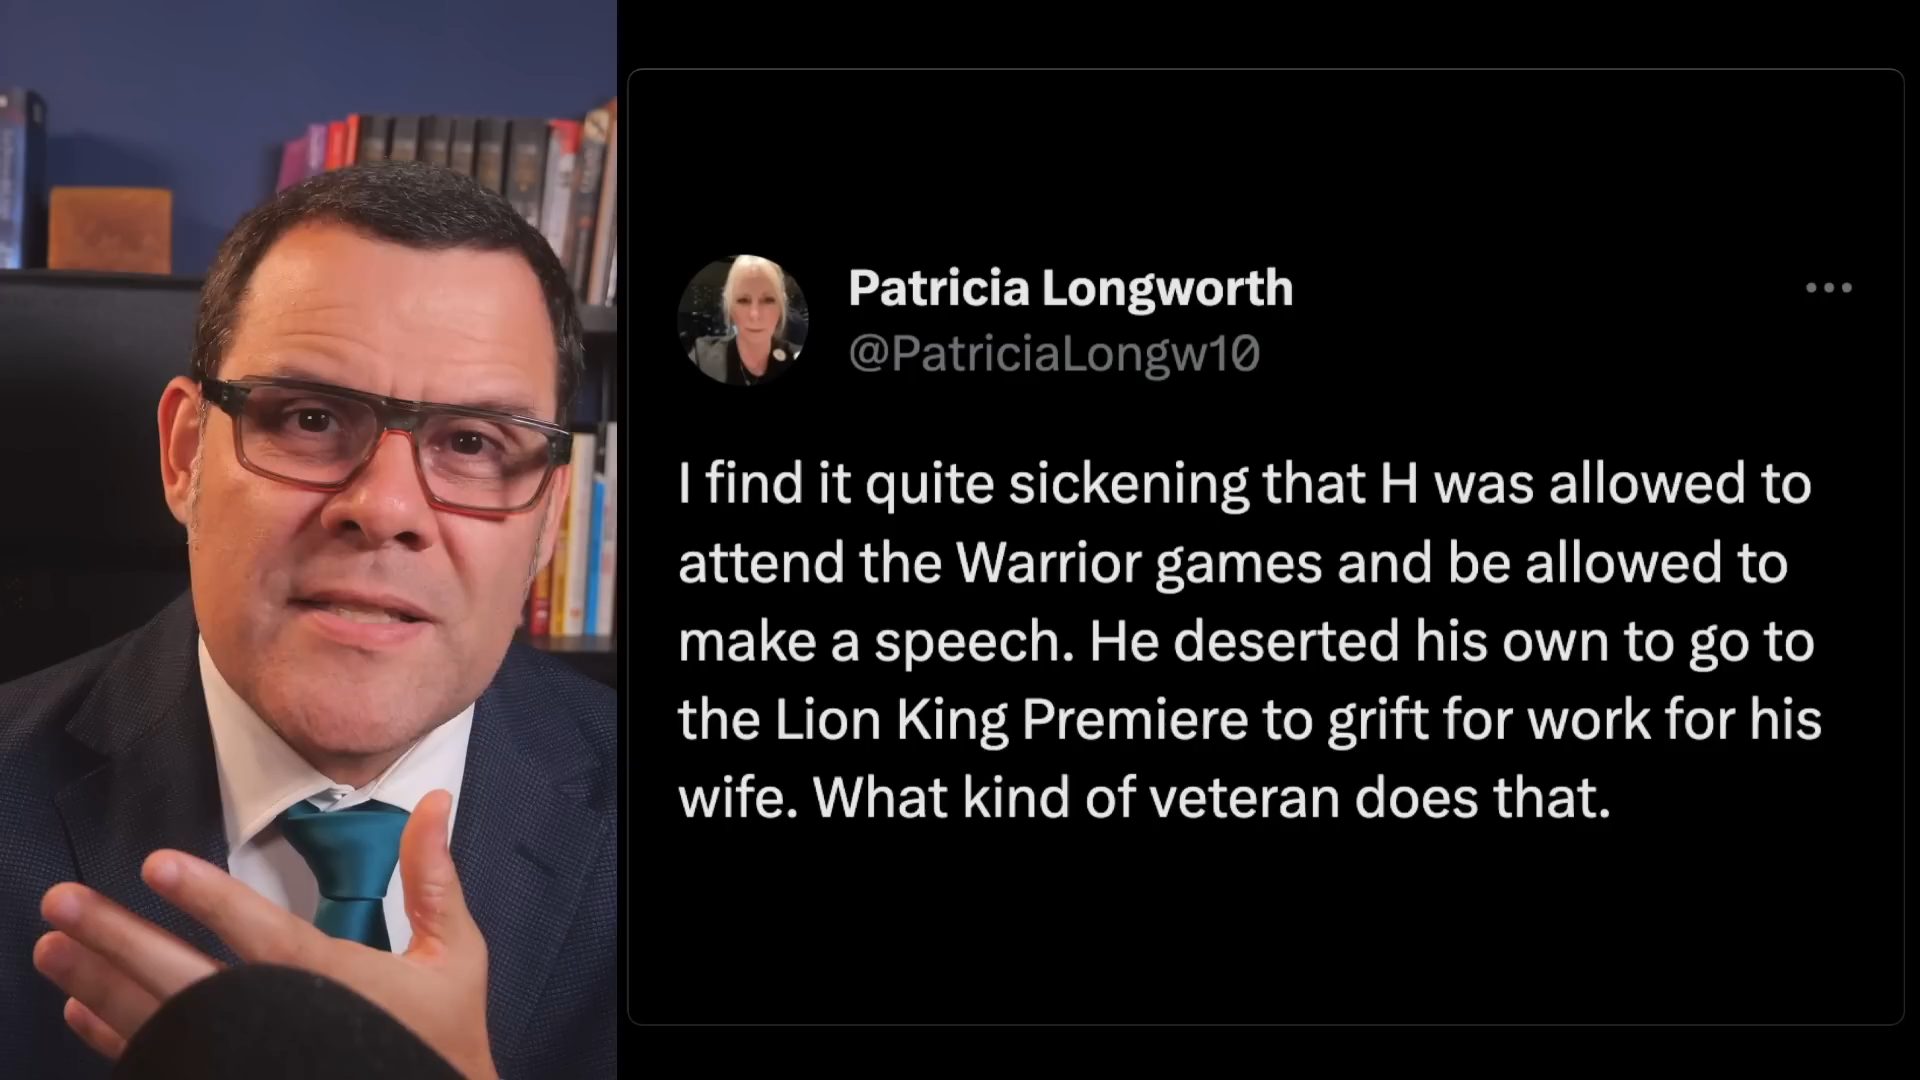 Patricia Longworth
@PatriciaLongw10
I find it quite sickening that H was allowed to
attend the Warrior games and be allowed to
make a speech. He deserted his own to go to
the Lion King Premiere to grift for work for his
wife. What kind of veteran does that.